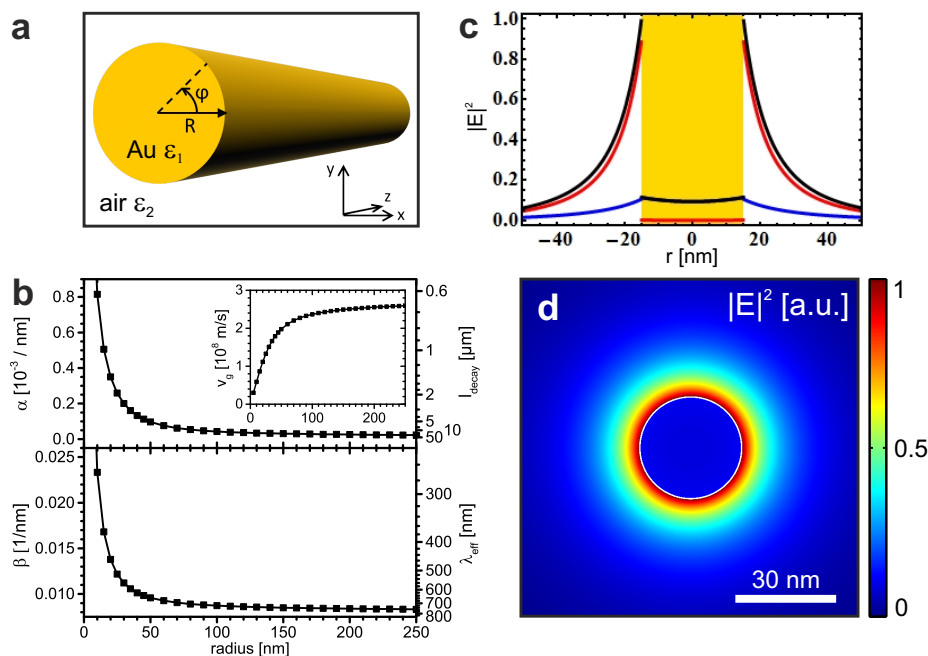 a
φ
R
Au ε1
air ε2
y
z
x
c
|E|²
1.0
0.8
0.6
0.4
0.2
0.0
−40
−20
0
20
40
r [nm]
b
α [10⁻³ / nm]
0.8
0.6
0.4
0.2
0.0
0.6
1
2
5
10
50
l_decay [µm]
v_g [10⁸ m/s]
3
2
1
0
0
100
200
β [1/nm]
0.025
0.020
0.015
0.010
300
400
500
600
700
800
λ_eff [nm]
0
50
100
150
200
250
radius [nm]
d
|E|² [a.u.]
30 nm
1
0.5
0